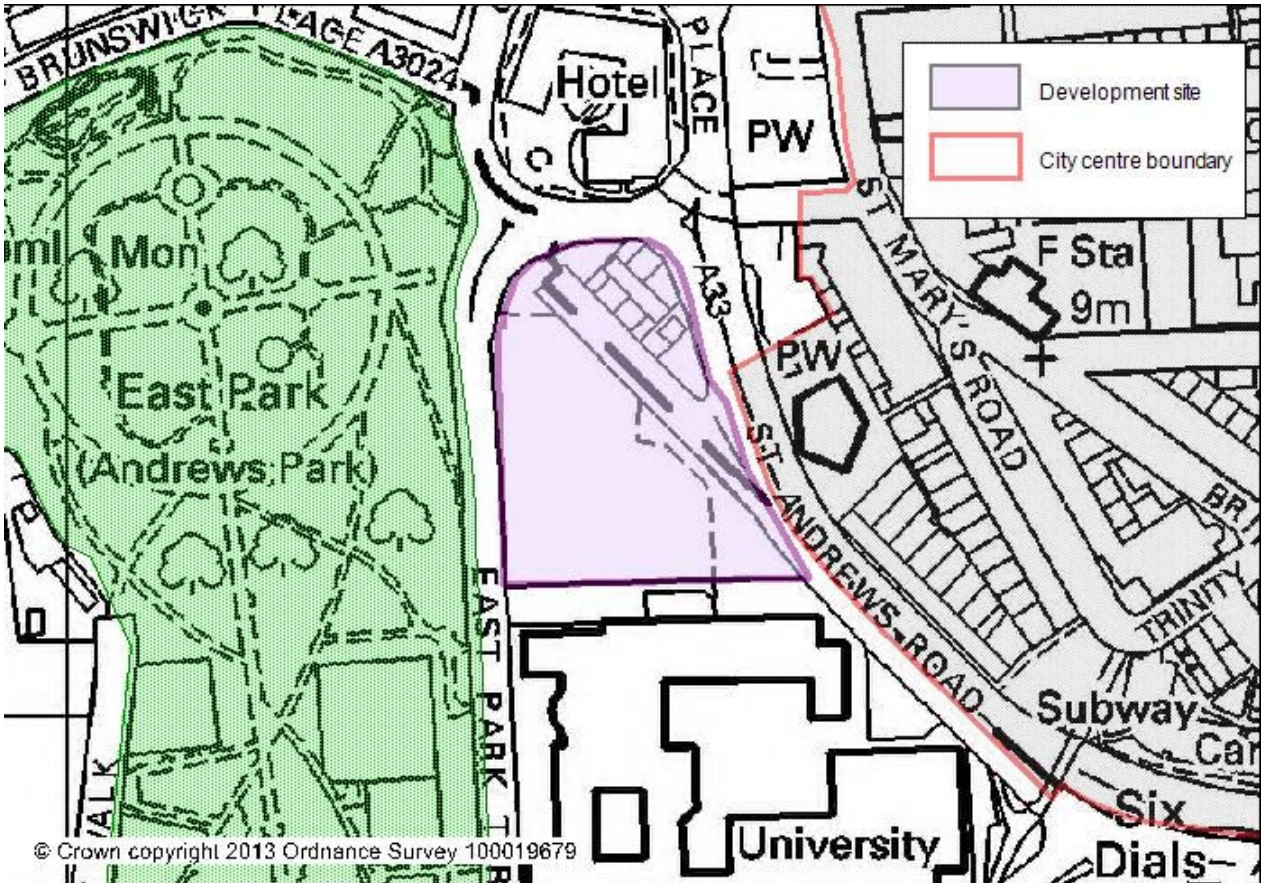 BRUNSWICK PLACE A3024
Hotel
PLACE
PW
Development site
City centre boundary
ST MARY'S ROAD
F Sta
9m
Mon
A33
PW
East Park
(Andrews Park)
ST ANDREWS ROAD
TRINITY
EAST PARK
Subway
Six
Dials
University
WALK
© Crown copyright 2013 Ordnance Survey 100019679